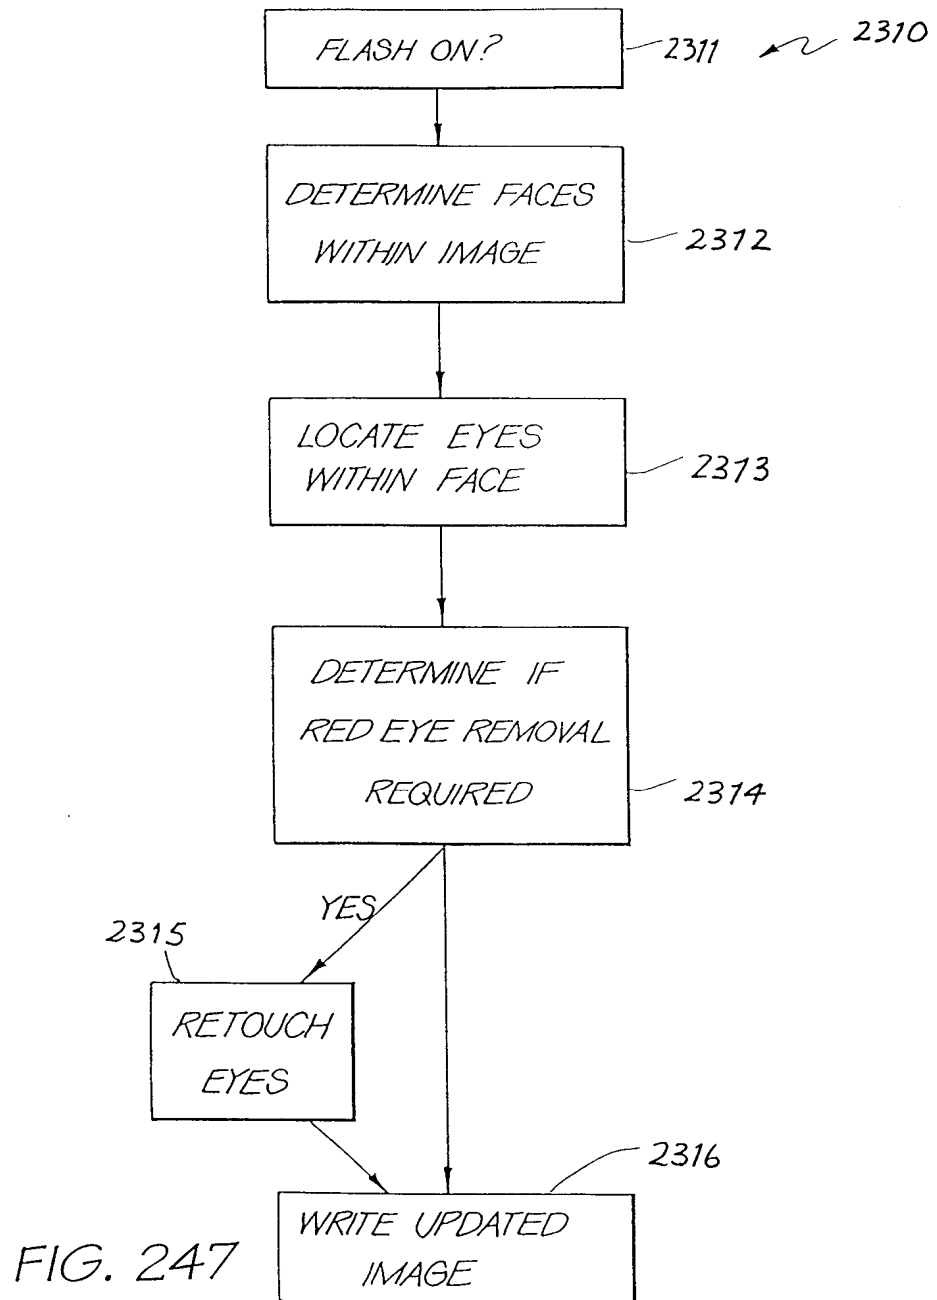 FLASH ON?
2311
2310
DETERMINE FACES
WITHIN IMAGE
2312
LOCATE EYES
WITHIN FACE
2313
DETERMINE IF
RED EYE REMOVAL
REQUIRED
2314
YES
2315
RETOUCH
EYES
2316
WRITE UPDATED
IMAGE
FIG. 247